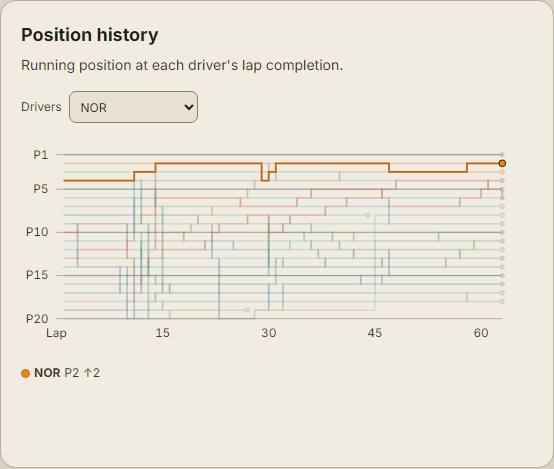 Position history
Running position at each driver's lap completion.
Drivers NOR
P1
P5
P10
P15
P20
Lap 15 30 45 60
NOR P2 ↑2